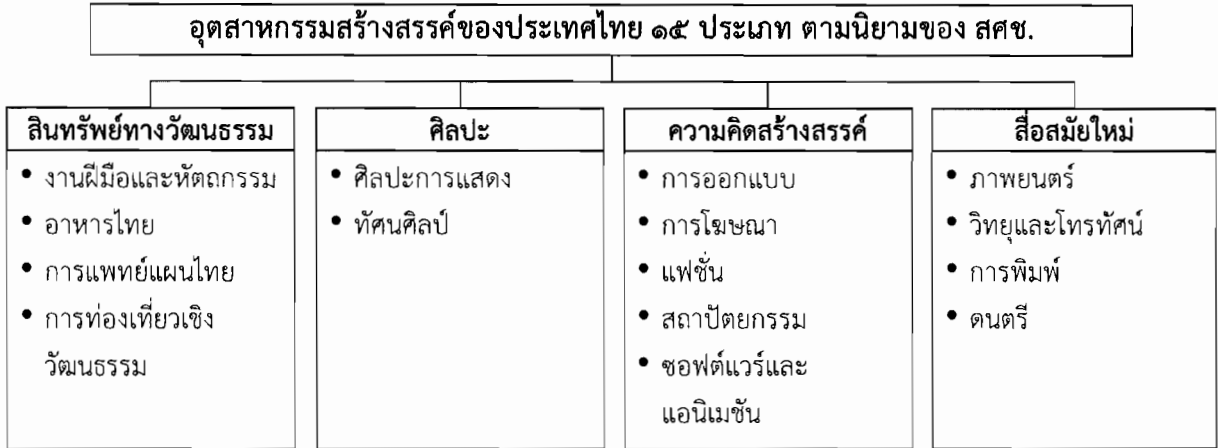 อุตสาหกรรมสร้างสรรค์ของประเทศไทย ๑๕ ประเภท ตามนิยามของ สศช.
สินทรัพย์ทางวัฒนธรรม
• งานฝีมือและหัตถกรรม
• อาหารไทย
• การแพทย์แผนไทย
• การท่องเที่ยวเชิง
วัฒนธรรม
ศิลปะ
• ศิลปะการแสดง
• ทัศนศิลป์
ความคิดสร้างสรรค์
• การออกแบบ
• การโฆษณา
• แฟชั่น
• สถาปัตยกรรม
• ซอฟต์แวร์และ
แอนิเมชัน
สื่อสมัยใหม่
• ภาพยนตร์
• วิทยุและโทรทัศน์
• การพิมพ์
• ดนตรี